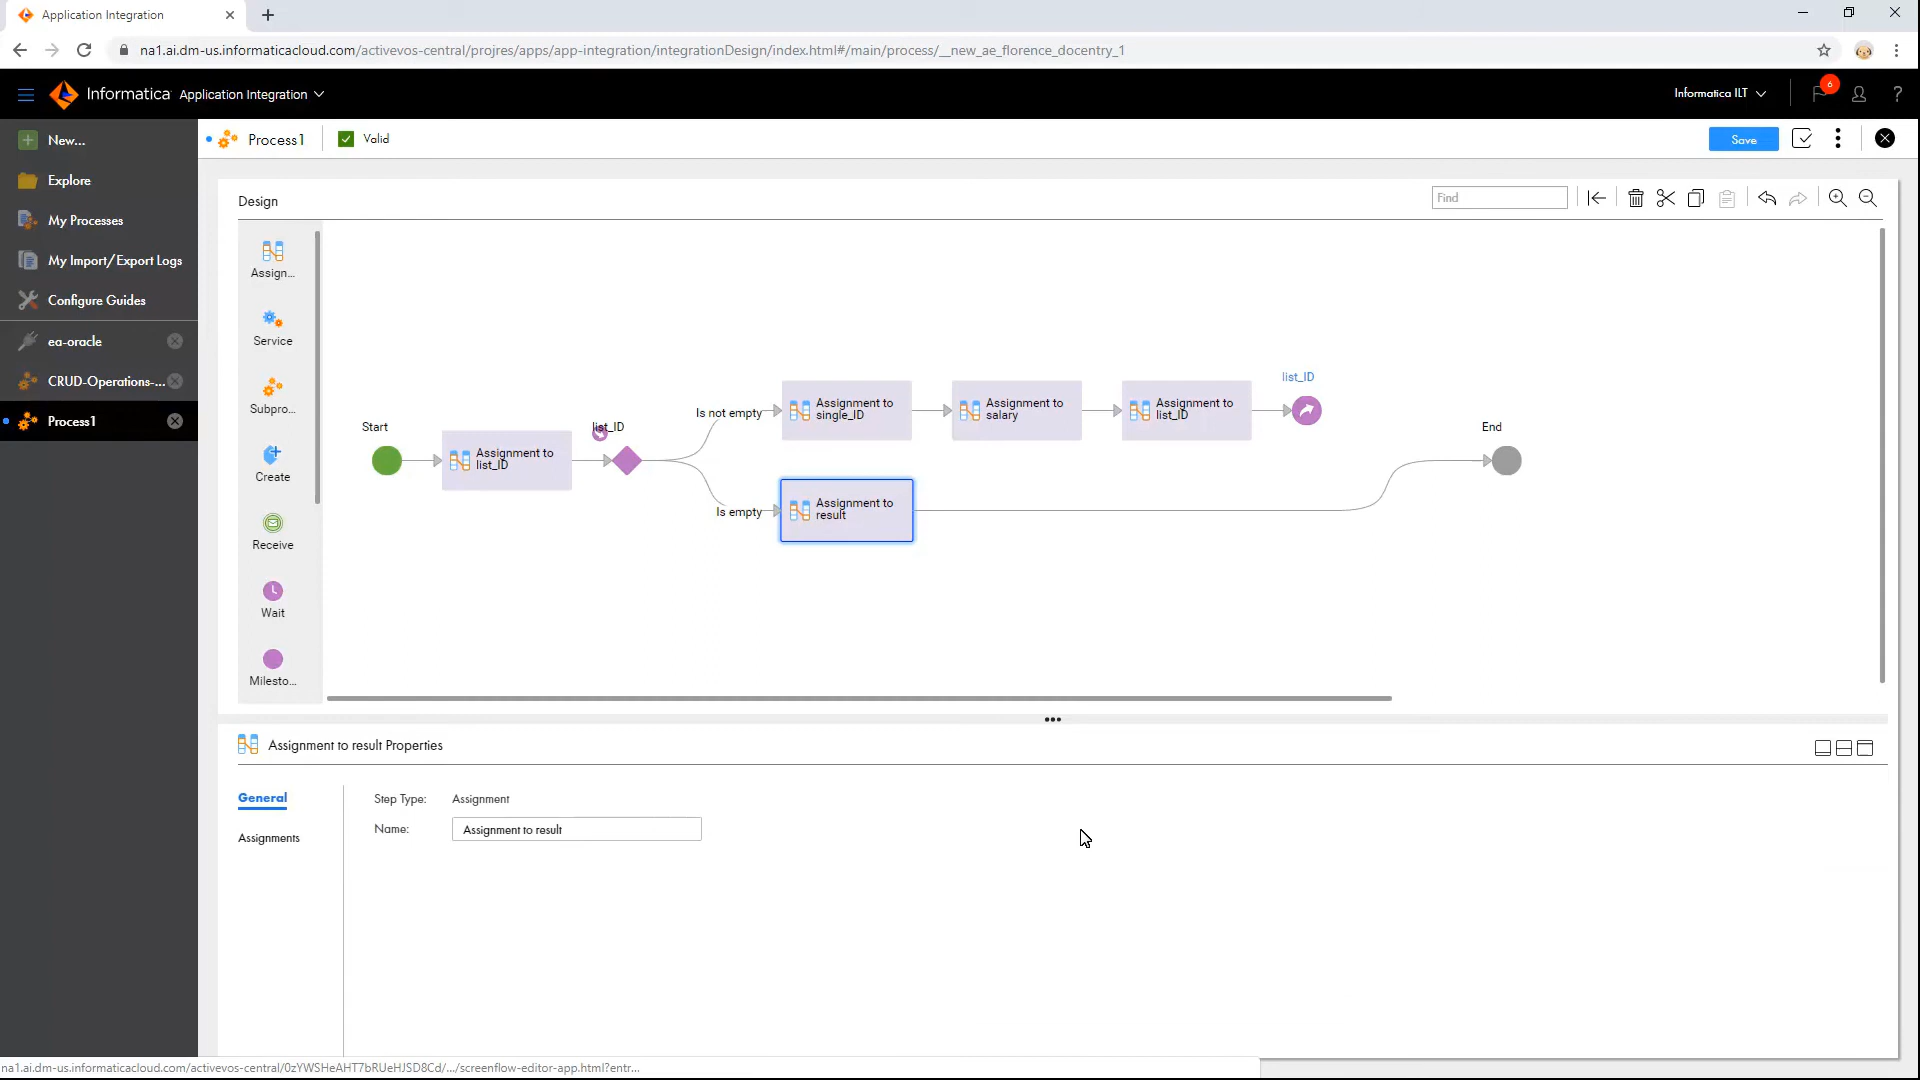 Application Integration
na1.ai.dm-us.informaticacloud.com/activevos-central/projres/apps/app-integration/integrationDesign/index.html#/main/process/__new_ae_florence_docentry_1
Informatica Application Integration
Informatica ILT
6
?
New...
Explore
My Processes
My Import/Export Logs
Configure Guides
ea-oracle
CRUD-Operations-...
Process1
Process1
Valid
Save
Design
Find
Assign...
Service
Subpro...
Create
Receive
Wait
Milesto...
Start
Assignment to
list_ID
list_ID
Is not empty
Assignment to
single_ID
Assignment to
salary
Assignment to
list_ID
list_ID
Is empty
Assignment to
result
End
Assignment to result Properties
General
Assignments
Step Type: Assignment
Name: Assignment to result
na1.ai.dm-us.informaticacloud.com/activevos-central/0zYWSHeAHT7bRUeHJSD8Cd/.../screenflow-editor-app.html?entr...